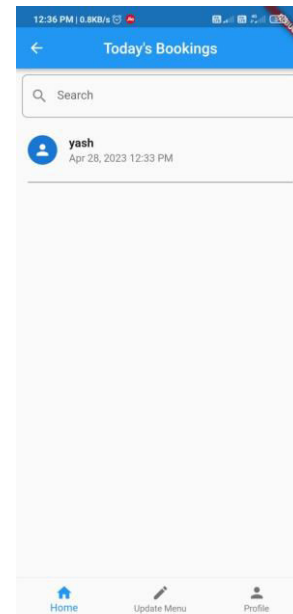 12:36 PM | 0.8KB/s
Today's Bookings
Search
yash
Apr 28, 2023 12:33 PM
Home
Update Menu
Profile